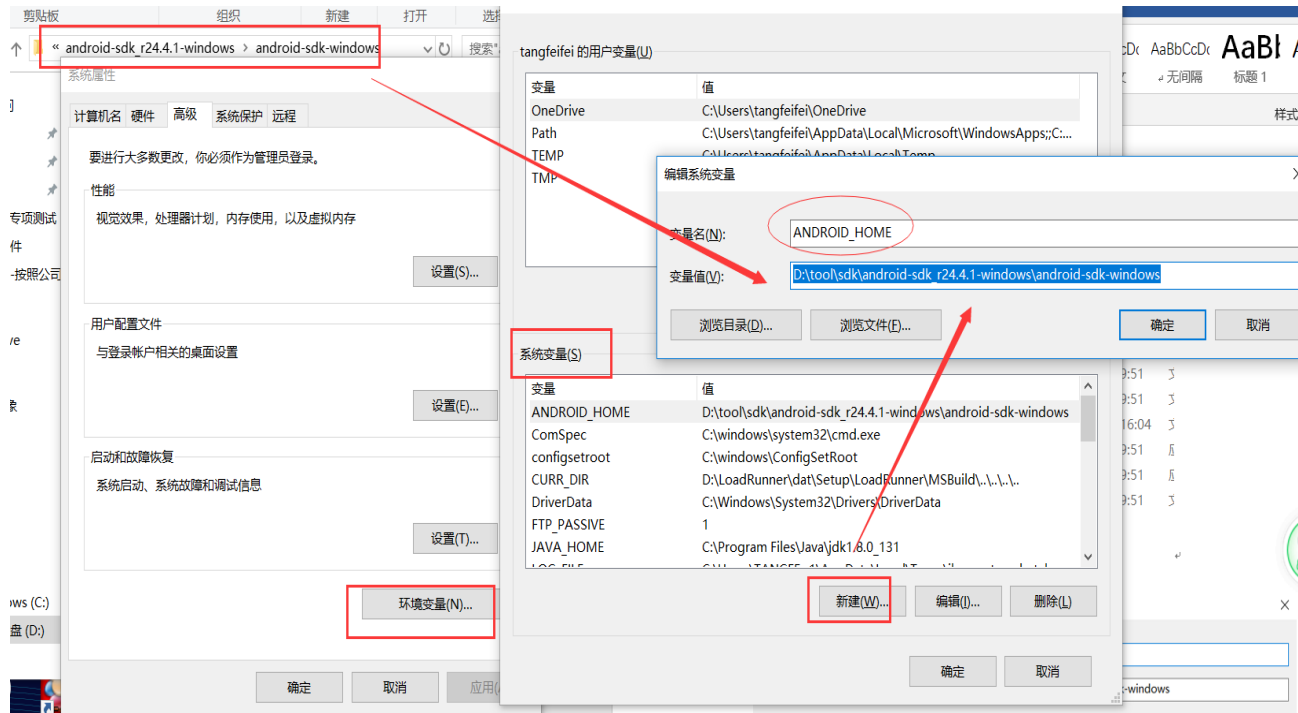 剪贴板 组织 新建 打开
« android-sdk_r24.4.1-windows › android-sdk-windows 搜索"
系统属性
计算机名 硬件 高级 系统保护 远程
要进行大多数更改，你必须作为管理员登录。
性能
视觉效果，处理器计划，内存使用，以及虚拟内存
设置(S)...
用户配置文件
与登录帐户相关的桌面设置
设置(E)...
启动和故障恢复
系统启动、系统故障和调试信息
设置(T)...
环境变量(N)...
确定 取消 应用(
专项测试
件
-按照公司
象
ows (C:)
盘 (D:)
tangfeifei 的用户变量(U)
变量 值
OneDrive C:\Users\tangfeifei\OneDrive
Path C:\Users\tangfeifei\AppData\Local\Microsoft\WindowsApps;;C:...
TEMP C:\Users\tangfeifei\AppData\Local\Temp
TMP
编辑系统变量
变量名(N): ANDROID_HOME
变量值(V): D:\tool\sdk\android-sdk_r24.4.1-windows\android-sdk-windows
浏览目录(D)... 浏览文件(F)... 确定 取消
系统变量(S)
变量 值
ANDROID_HOME D:\tool\sdk\android-sdk_r24.4.1-windows\android-sdk-windows
ComSpec C:\windows\system32\cmd.exe
configsetroot C:\windows\ConfigSetRoot
CURR_DIR D:\LoadRunner\dat\Setup\LoadRunner\MSBuild\..\..\..\..
DriverData C:\Windows\System32\Drivers\DriverData
FTP_PASSIVE 1
JAVA_HOME C:\Program Files\Java\jdk1.8.0_131
新建(W)... 编辑(I)... 删除(L)
确定 取消
AaBbCcDc AaBl
无间隔 标题 1
样式
9:51
9:51
16:04
9:51
9:51
9:51
-windows